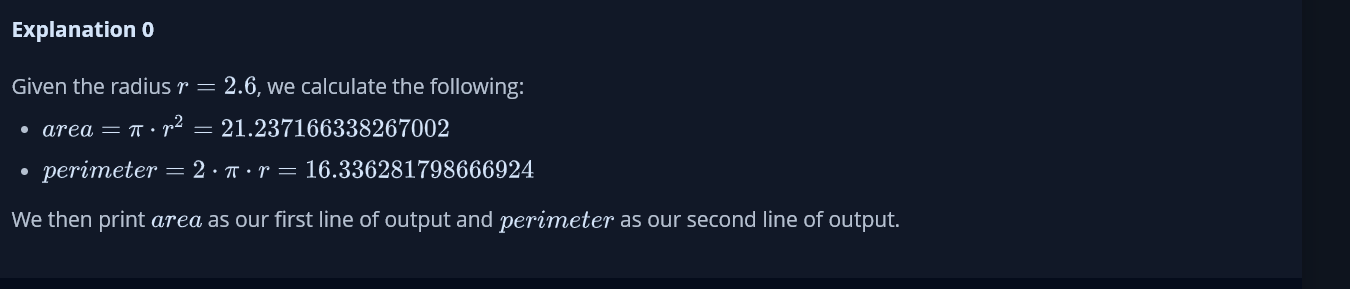 Explanation 0
Given the radius r = 2.6, we calculate the following:
• area = π · r² = 21.237166338267002
• perimeter = 2 · π · r = 16.336281798666924
We then print area as our first line of output and perimeter as our second line of output.